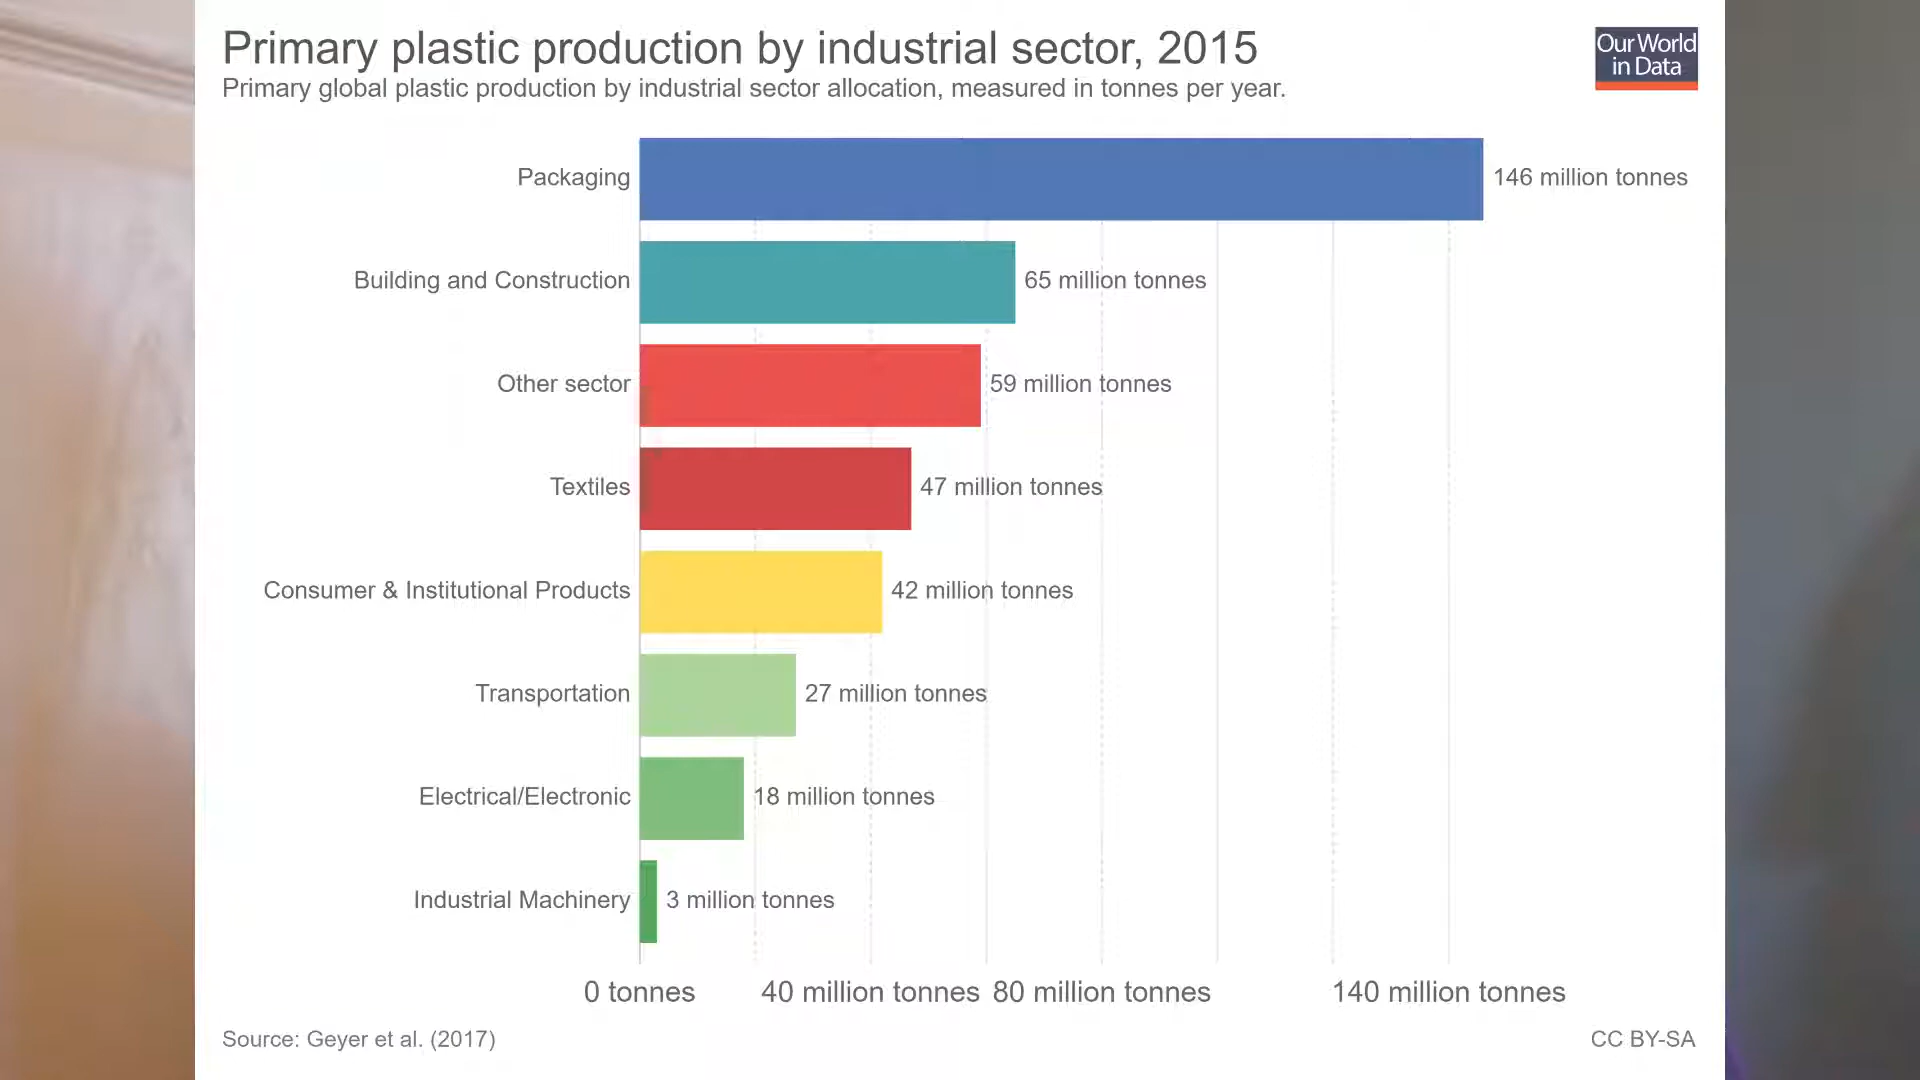 Primary plastic production by industrial sector, 2015
Primary global plastic production by industrial sector allocation, measured in tonnes per year.
Our World
in Data
Packaging
146 million tonnes
Building and Construction
65 million tonnes
Other sector
59 million tonnes
Textiles
47 million tonnes
Consumer & Institutional Products
42 million tonnes
Transportation
27 million tonnes
Electrical/Electronic
18 million tonnes
Industrial Machinery
3 million tonnes
0 tonnes
40 million tonnes
80 million tonnes
140 million tonnes
Source: Geyer et al. (2017)
CC BY-SA